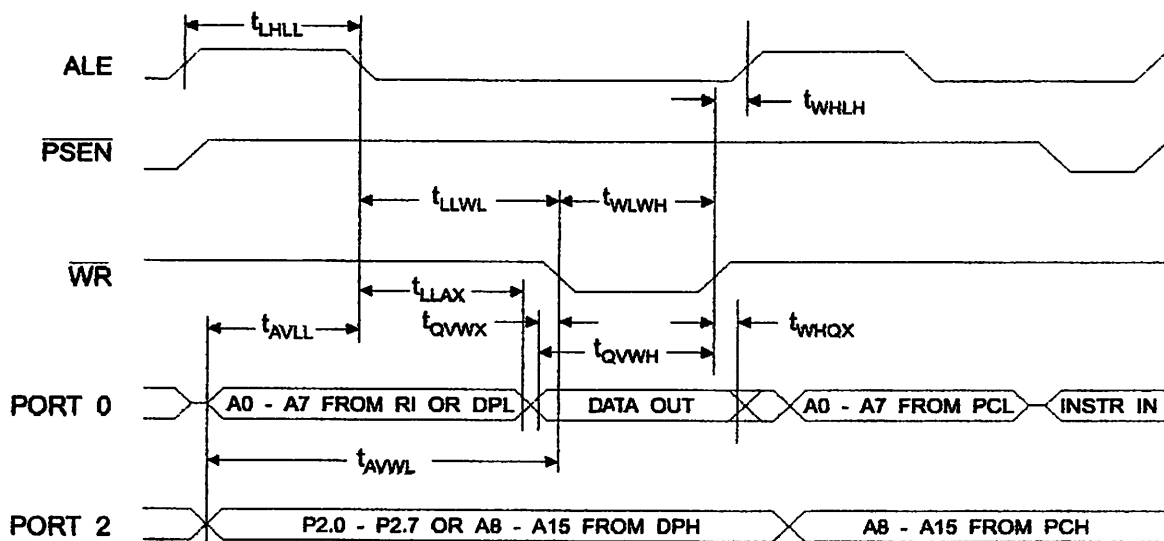 tLHLL
ALE
tWHLH
PSEN
tLLWL
tWLWH
WR
tLLAX
tAVLL
tQVWX
tWHQX
tQVWH
PORT 0
A0 - A7 FROM RI OR DPL
DATA OUT
A0 - A7 FROM PCL
INSTR IN
tAVWL
PORT 2
P2.0 - P2.7 OR A8 - A15 FROM DPH
A8 - A15 FROM PCH